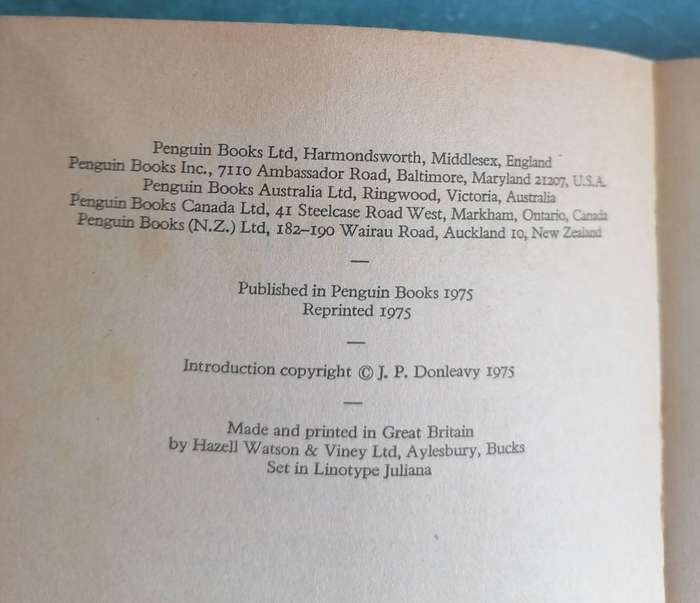 Penguin Books Ltd, Harmondsworth, Middlesex, England
Penguin Books Inc., 7110 Ambassador Road, Baltimore, Maryland 21207, U.S.A.
Penguin Books Australia Ltd, Ringwood, Victoria, Australia
Penguin Books Canada Ltd, 41 Steelcase Road West, Markham, Ontario, Canada
Penguin Books (N.Z.) Ltd, 182–190 Wairau Road, Auckland 10, New Zealand
—
Published in Penguin Books 1975
Reprinted 1975
—
Introduction copyright © J. P. Donleavy 1975
—
Made and printed in Great Britain
by Hazell Watson & Viney Ltd, Aylesbury, Bucks
Set in Linotype Juliana